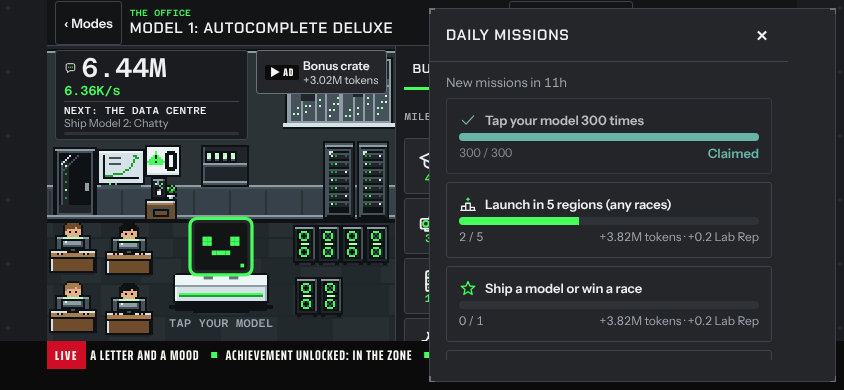 ‹ Modes
THE OFFICE
MODEL 1: AUTOCOMPLETE DELUXE
6.44M
6.36K/s
NEXT: THE DATA CENTRE
Ship Model 2: Chatty
AD
Bonus crate
+3.02M tokens
BU
MILE
TAP YOUR MODEL
LIVE
A LETTER AND A MOOD ACHIEVEMENT UNLOCKED: IN THE ZONE
DAILY MISSIONS
New missions in 11h
Tap your model 300 times
300 / 300
Claimed
Launch in 5 regions (any races)
2 / 5
+3.82M tokens · +0.2 Lab Rep
Ship a model or win a race
0 / 1
+3.82M tokens · +0.2 Lab Rep